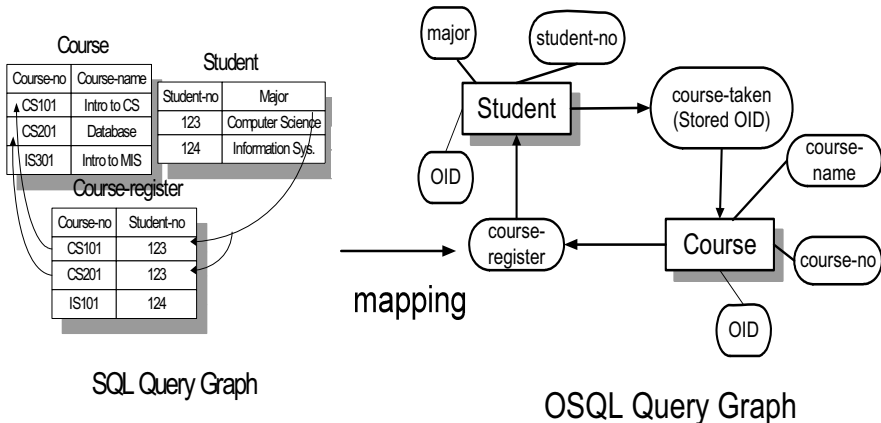 Course
Course-no Course-name
CS101 Intro to CS
CS201 Database
IS301 Intro to MIS
Student
Student-no Major
123 Computer Science
124 Information Sys.
Course-register
Course-no Student-no
CS101 123
CS201 123
IS101 124
SQL Query Graph
mapping
major
student-no
Student
course-taken
(Stored OID)
OID
course-
name
course-
register
Course
course-no
OID
OSQL Query Graph